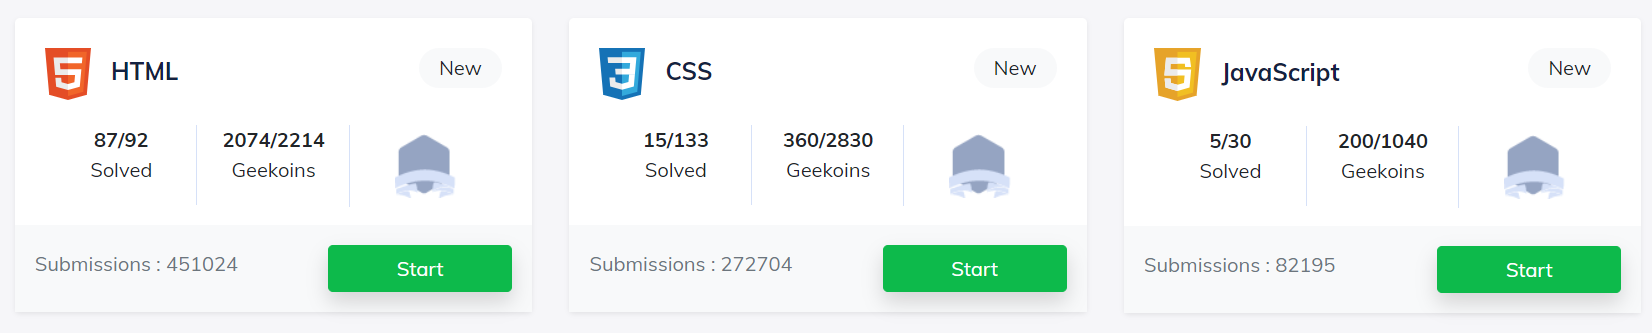 HTML
New
87/92
Solved
2074/2214
Geekoins
Submissions : 451024
Start
CSS
New
15/133
Solved
360/2830
Geekoins
Submissions : 272704
Start
JavaScript
New
5/30
Solved
200/1040
Geekoins
Submissions : 82195
Start